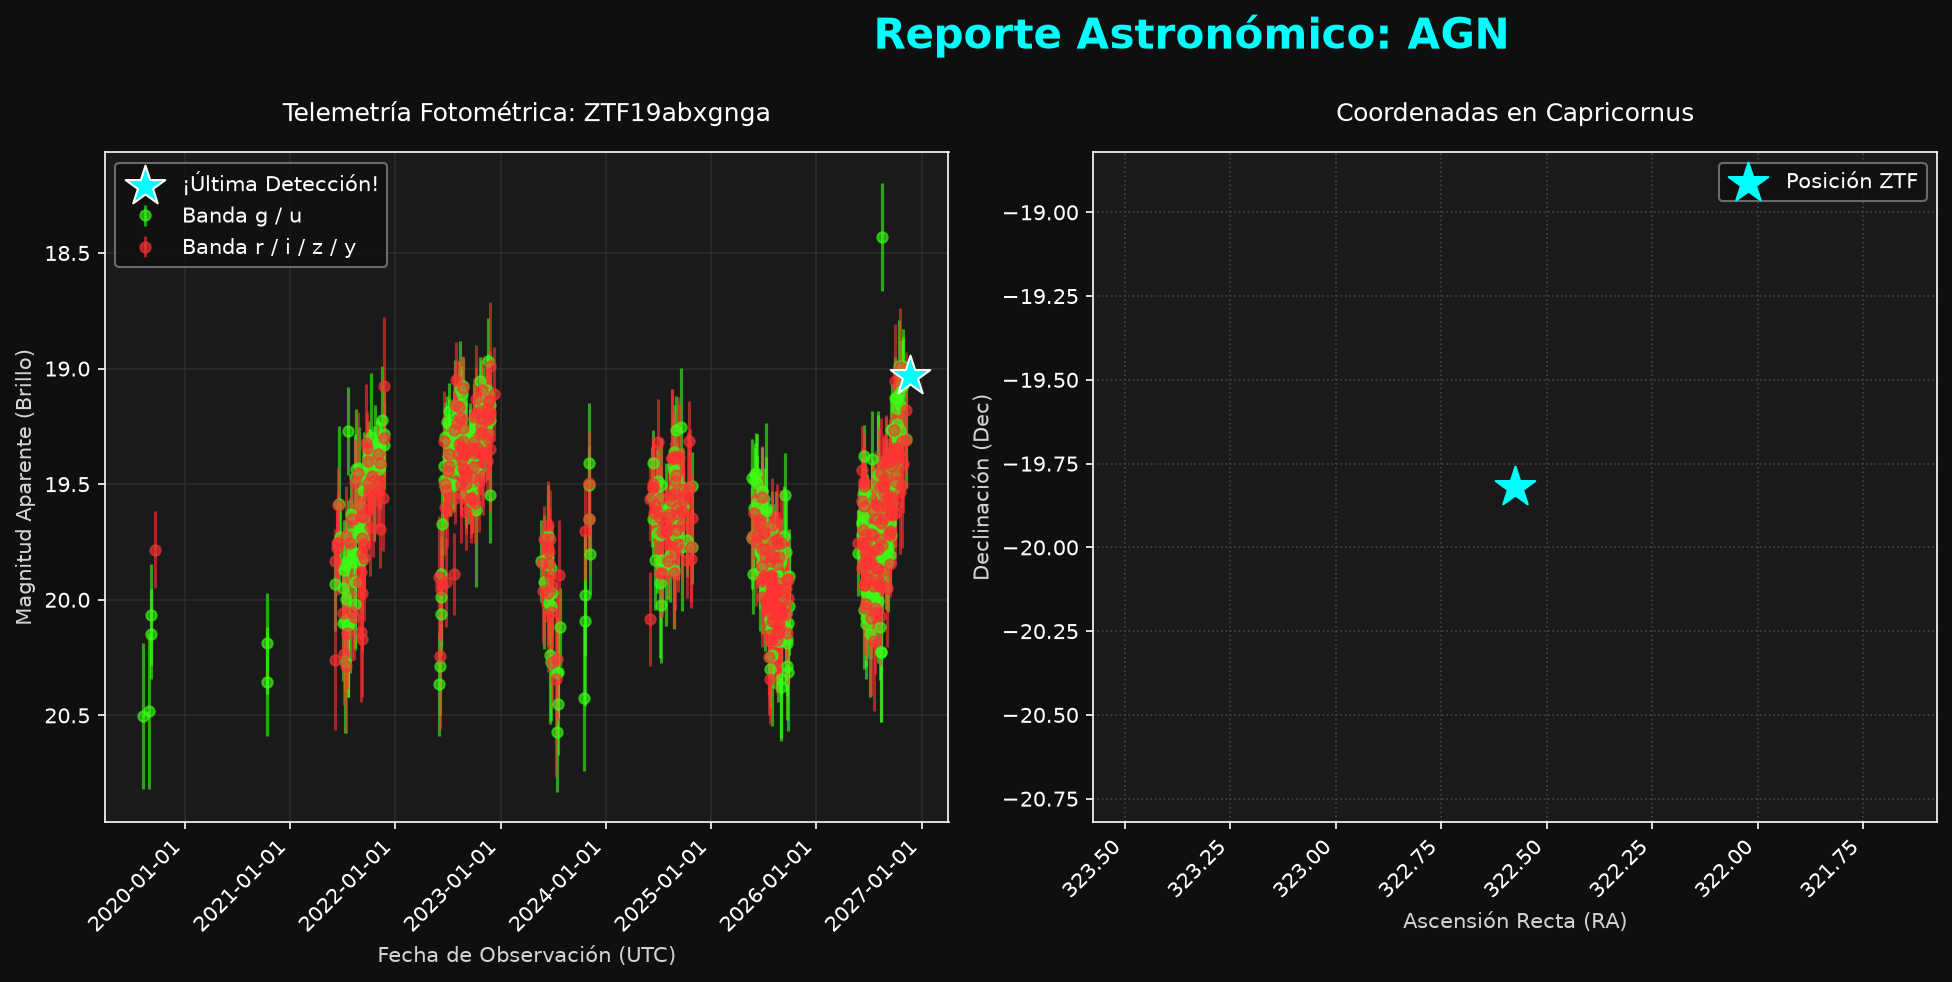 Reporte Astronómico: AGN
Telemetría Fotométrica: ZTF19abxgnga
¡Última Detección!
Banda g / u
Banda r / i / z / y
Magnitud Aparente (Brillo)
18.5
19.0
19.5
20.0
20.5
2020-01-01
2021-01-01
2022-01-01
2023-01-01
2024-01-01
2025-01-01
2026-01-01
2027-01-01
Fecha de Observación (UTC)
Coordenadas en Capricornus
Posición ZTF
Declinación (Dec)
−19.00
−19.25
−19.50
−19.75
−20.00
−20.25
−20.50
−20.75
323.50
323.25
323.00
322.75
322.50
322.25
322.00
321.75
Ascensión Recta (RA)